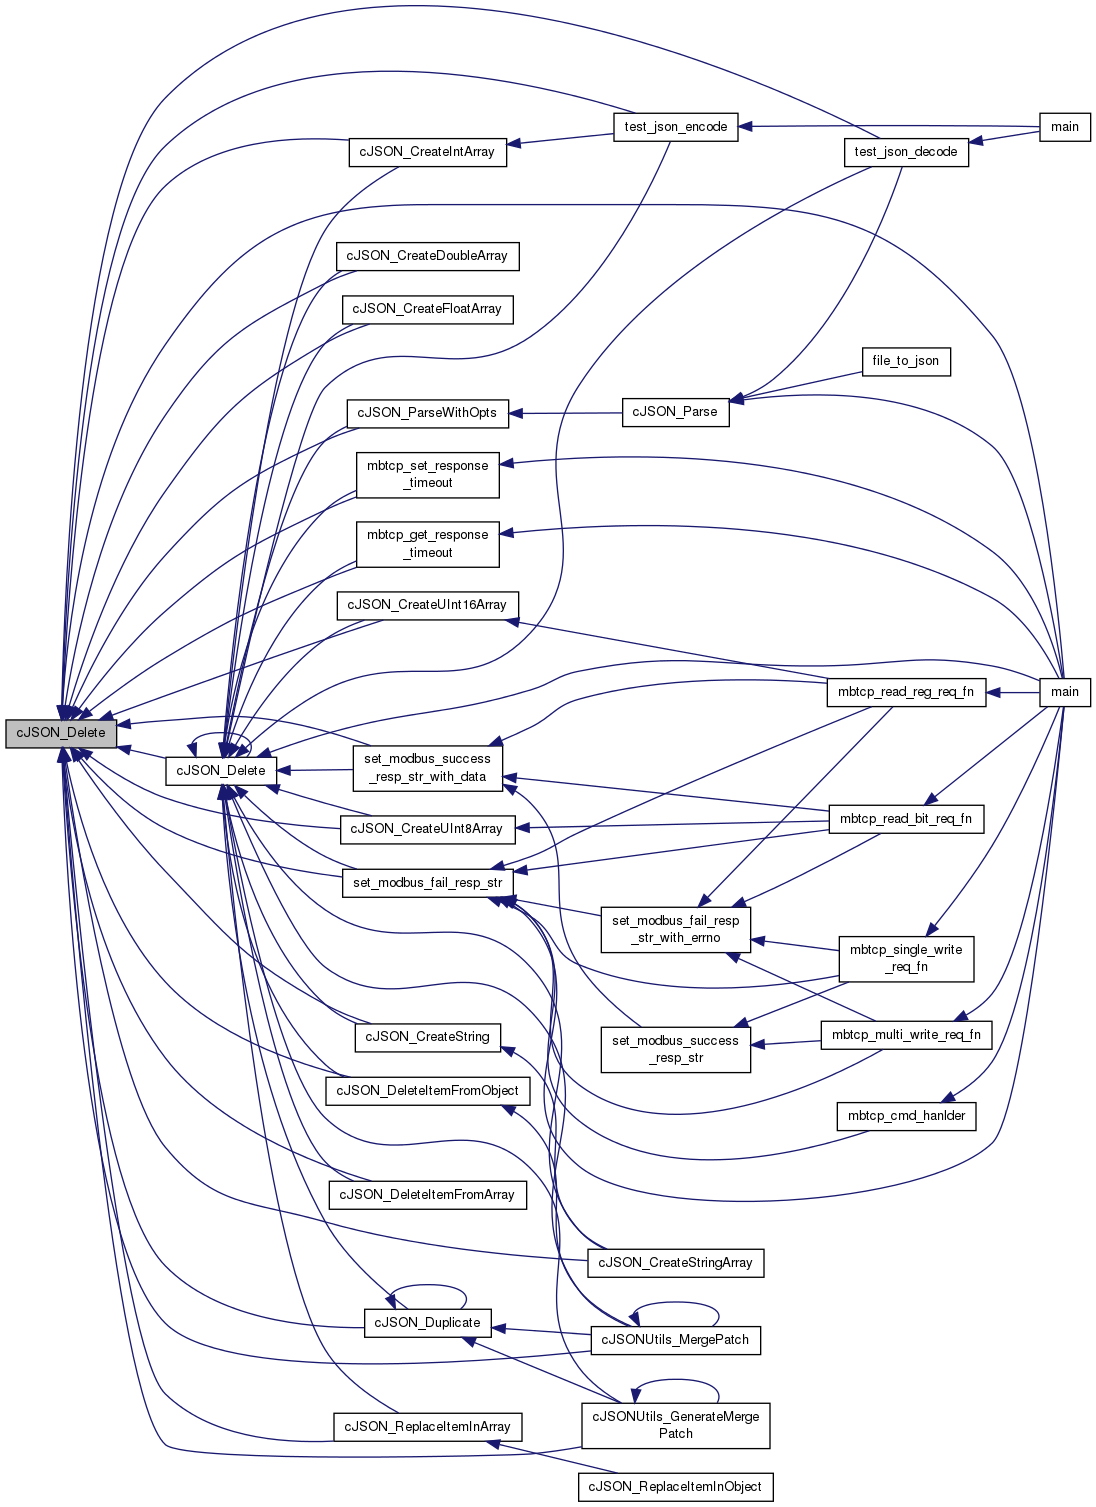 test_json_encode
main
cJSON_CreateIntArray
test_json_decode
cJSON_CreateDoubleArray
cJSON_CreateFloatArray
file_to_json
cJSON_ParseWithOpts
cJSON_Parse
mbtcp_set_response
_timeout
mbtcp_get_response
_timeout
cJSON_CreateUInt16Array
mbtcp_read_reg_req_fn
main
cJSON_Delete
cJSON_Delete
set_modbus_success
_resp_str_with_data
cJSON_CreateUInt8Array
mbtcp_read_bit_req_fn
set_modbus_fail_resp_str
set_modbus_fail_resp
_str_with_errno
mbtcp_single_write
_req_fn
cJSON_CreateString
set_modbus_success
_resp_str
mbtcp_multi_write_req_fn
cJSON_DeleteItemFromObject
mbtcp_cmd_hanlder
cJSON_DeleteItemFromArray
cJSON_CreateStringArray
cJSON_Duplicate
cJSONUtils_MergePatch
cJSON_ReplaceItemInArray
cJSONUtils_GenerateMerge
Patch
cJSON_ReplaceItemInObject